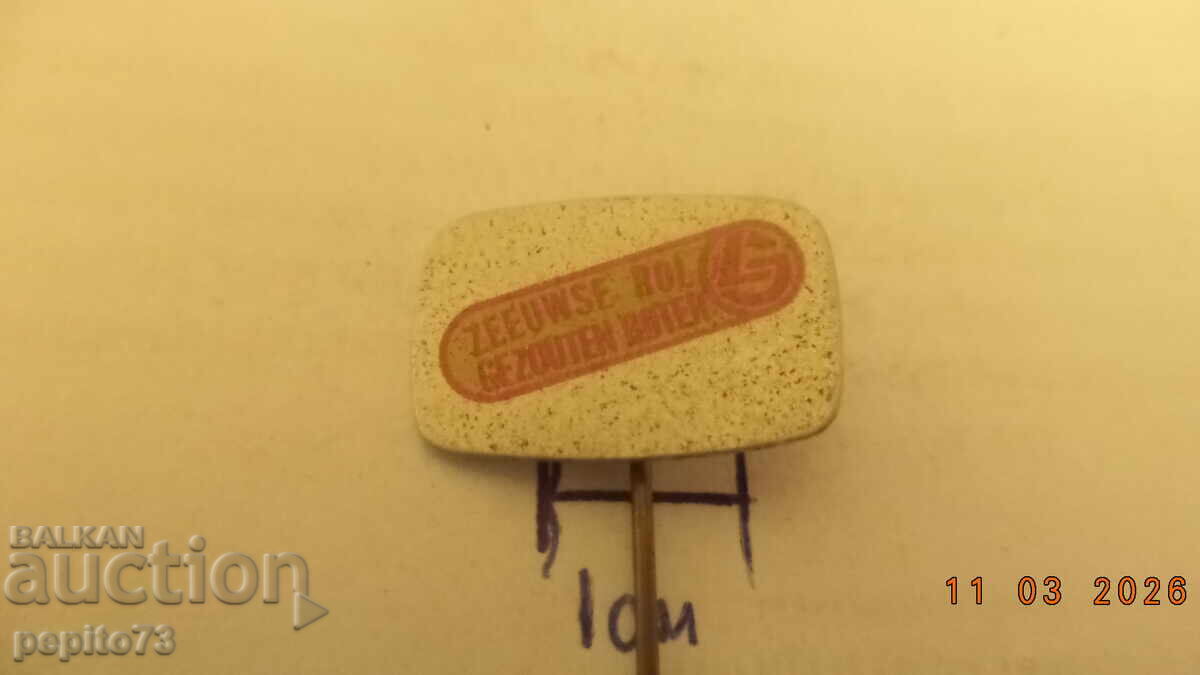 ZEEUWSE ROL
GEZOUTEN BOTER
1cm
11 03 2026
BALKAN
auction
pepito73